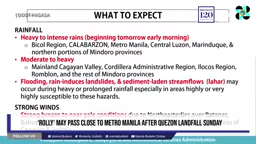 WHAT TO EXPECT
RAINFALL
• Heavy to intense rains (beginning tomorrow early morning)
o Bicol Region, CALABARZON, Metro Manila, Central Luzon, Marinduque, & northern portions of Mindoro provinces
• Moderate to heavy
o Mainland Cagayan Valley, Cordillera Administrative Region, Ilocos Region, Romblon, and the rest of Mindoro provinces
• Flooding, rain-induces landslides, & sediment-laden streamflows (lahar) may occur during heavy or prolonged rainfall especially in areas highly or very highly susceptible to these hazards.
STRONG WINDS
'ROLLY' MAY PASS CLOSE TO METRO MANILA AFTER QUEZON LANDFALL SUNDAY
FOLLOW US